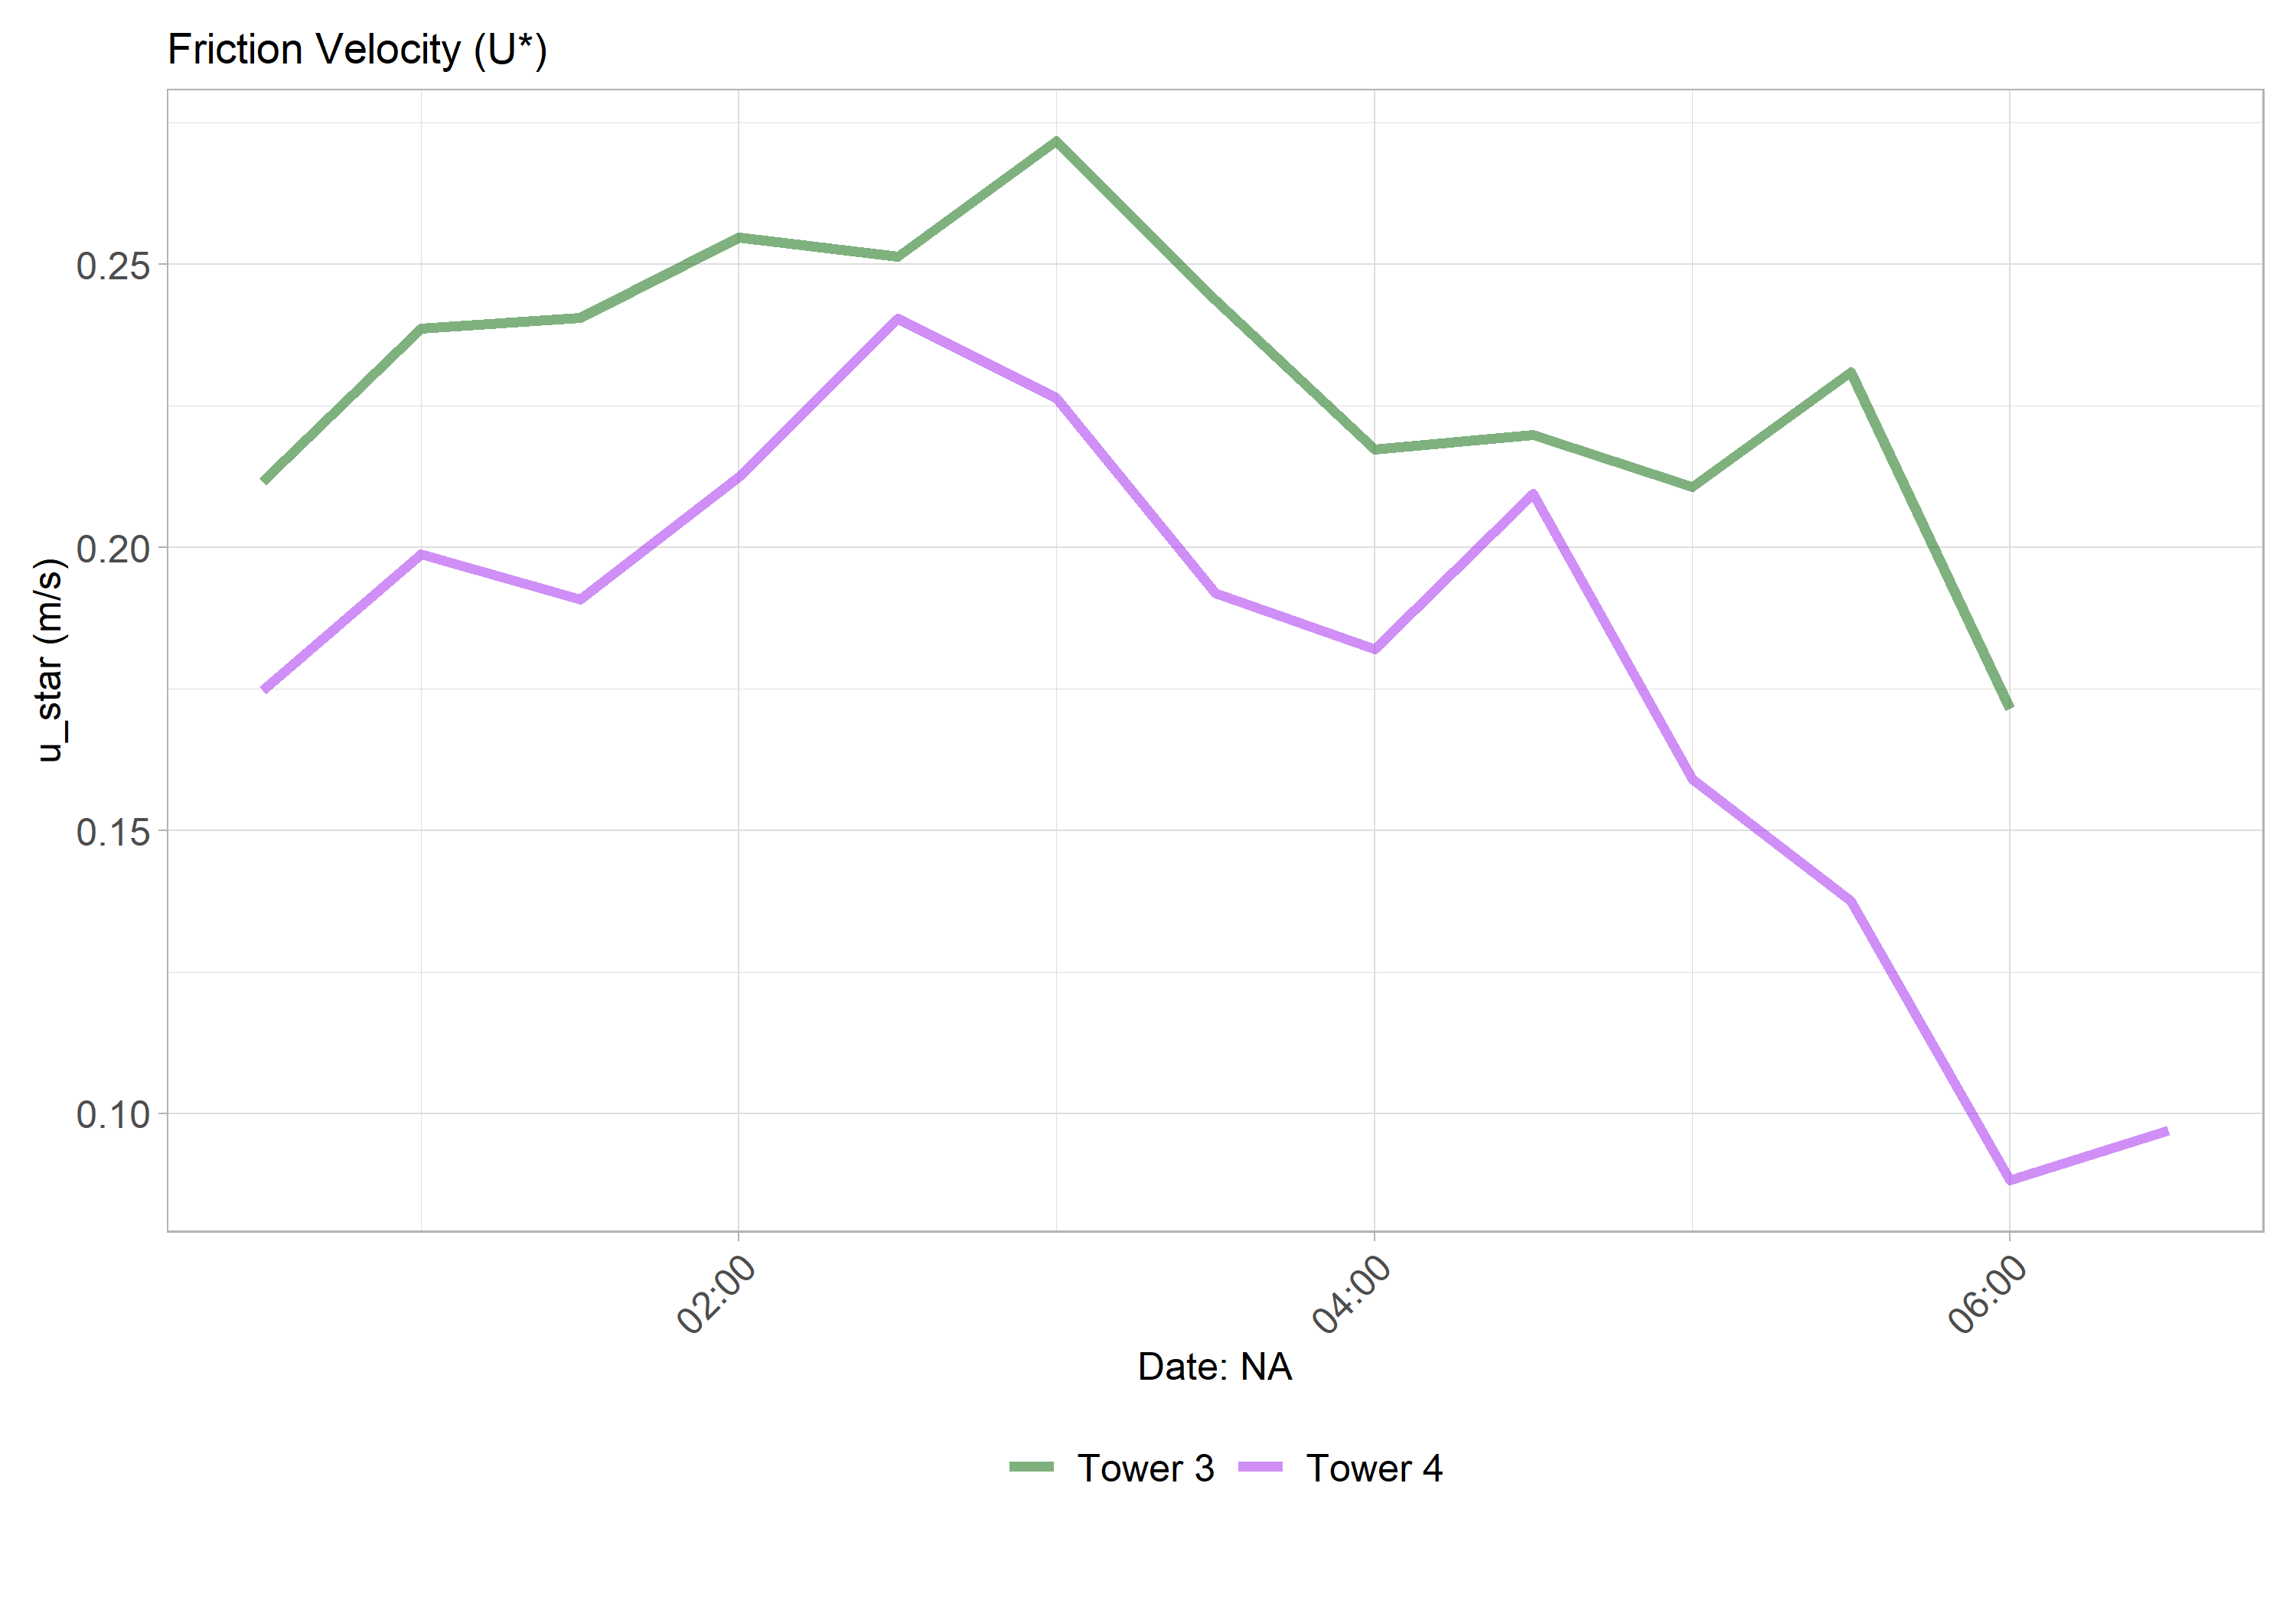 Friction Velocity (U*)
u_star (m/s)
0.25
0.20
0.15
0.10
02:00 04:00 06:00
Date: NA
Tower 3 Tower 4